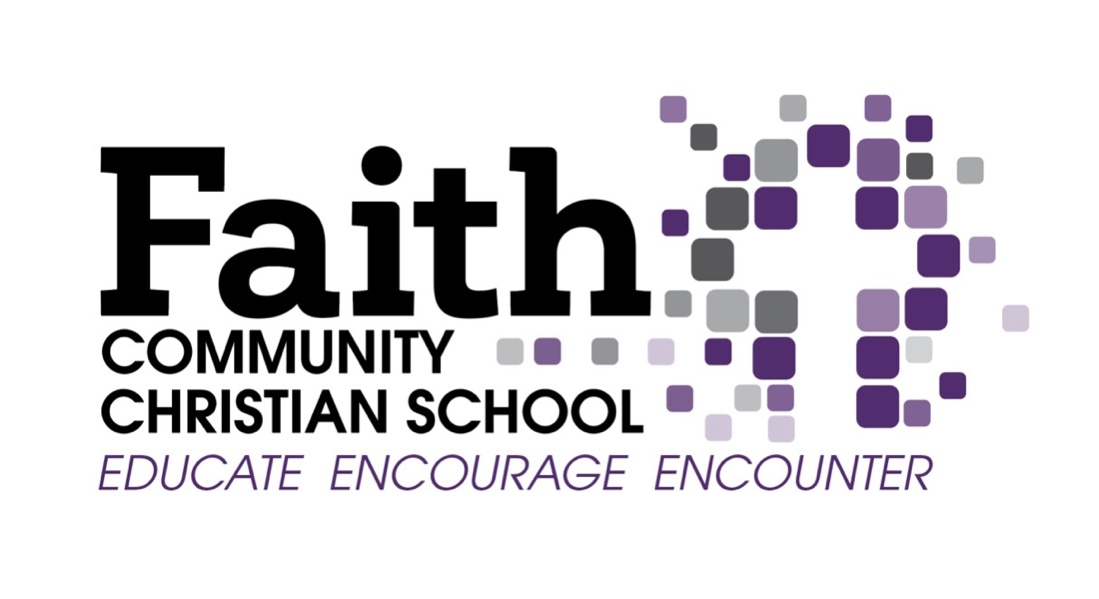 Faith
COMMUNITY
CHRISTIAN SCHOOL
EDUCATE ENCOURAGE ENCOUNTER